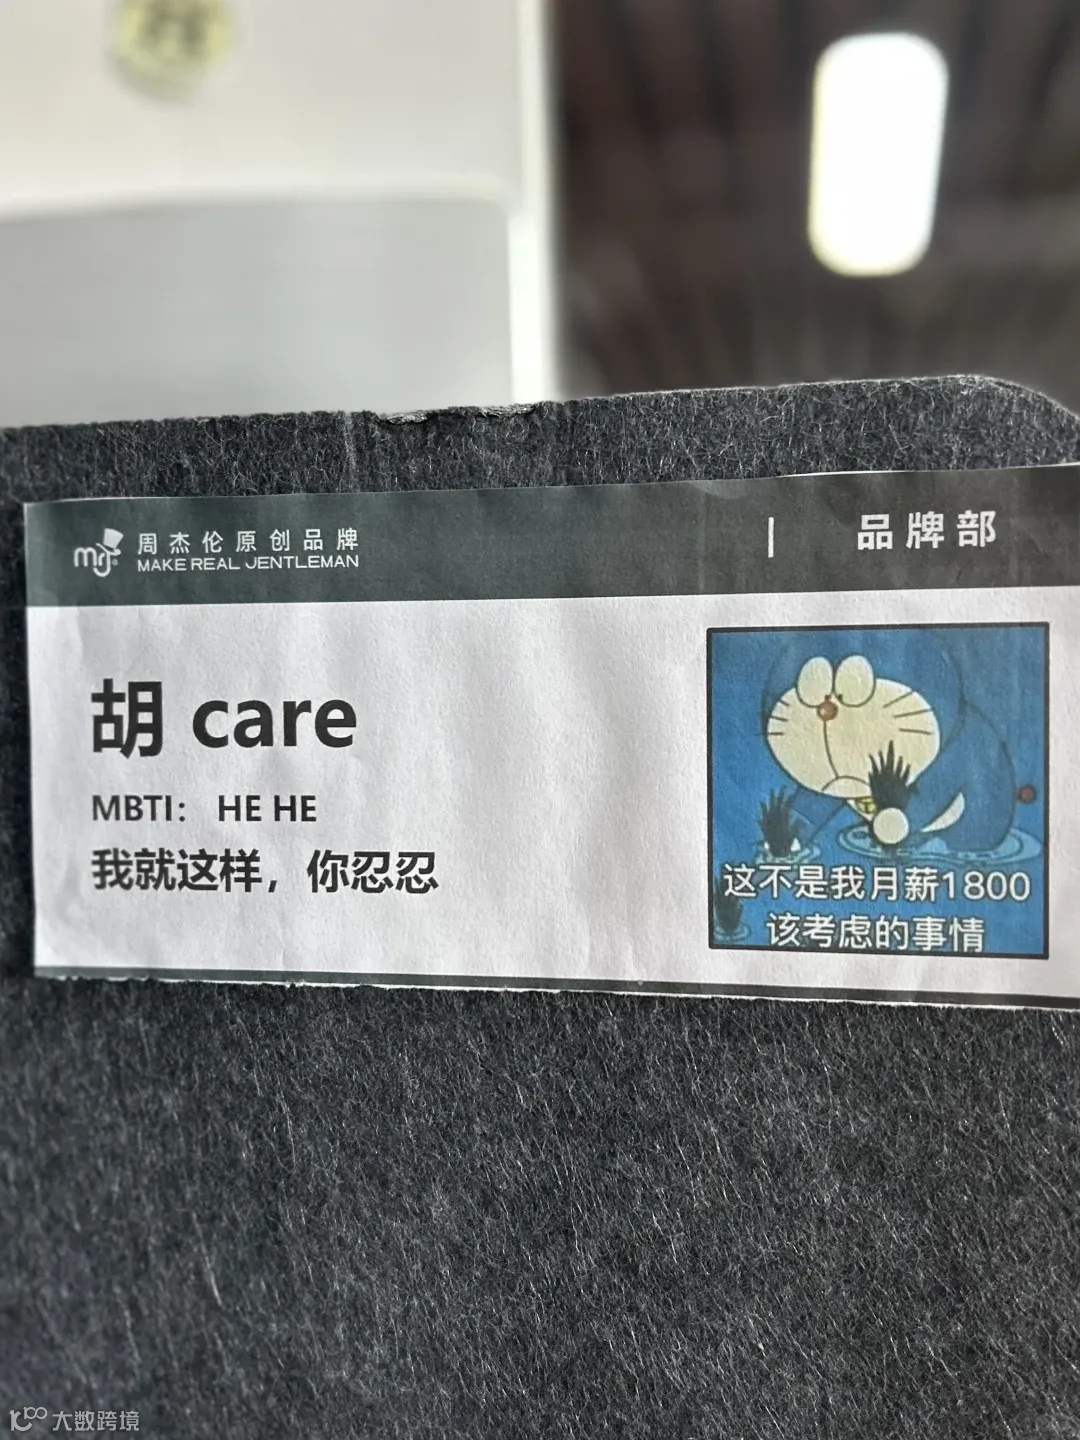 mrj
周杰伦原创品牌
MAKE REAL JENTLEMAN
| 品牌部
胡 care
MBTI： HE HE
我就这样，你忍忍
这不是我月薪1800
该考虑的事情
大数跨境